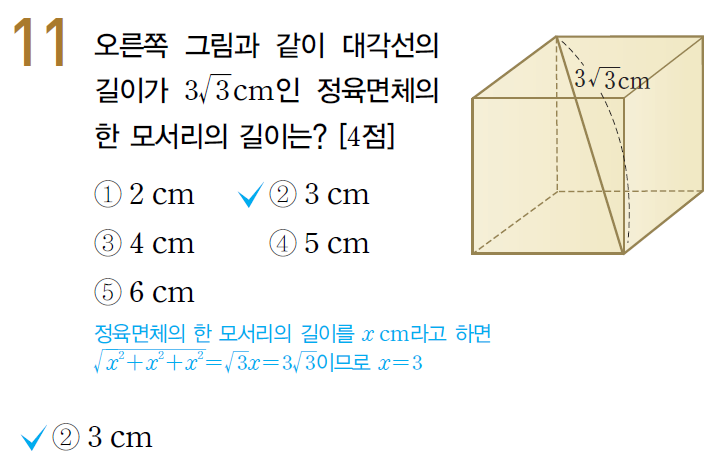 11 오른쪽 그림과 같이 대각선의
길이가 3√3cm인 정육면체의
한 모서리의 길이는? [4점]
3√3cm
① 2 cm ② 3 cm
③ 4 cm ④ 5 cm
⑤ 6 cm
정육면체의 한 모서리의 길이를 x cm라고 하면
√x²+x²+x²=√3x=3√3이므로 x=3
② 3 cm